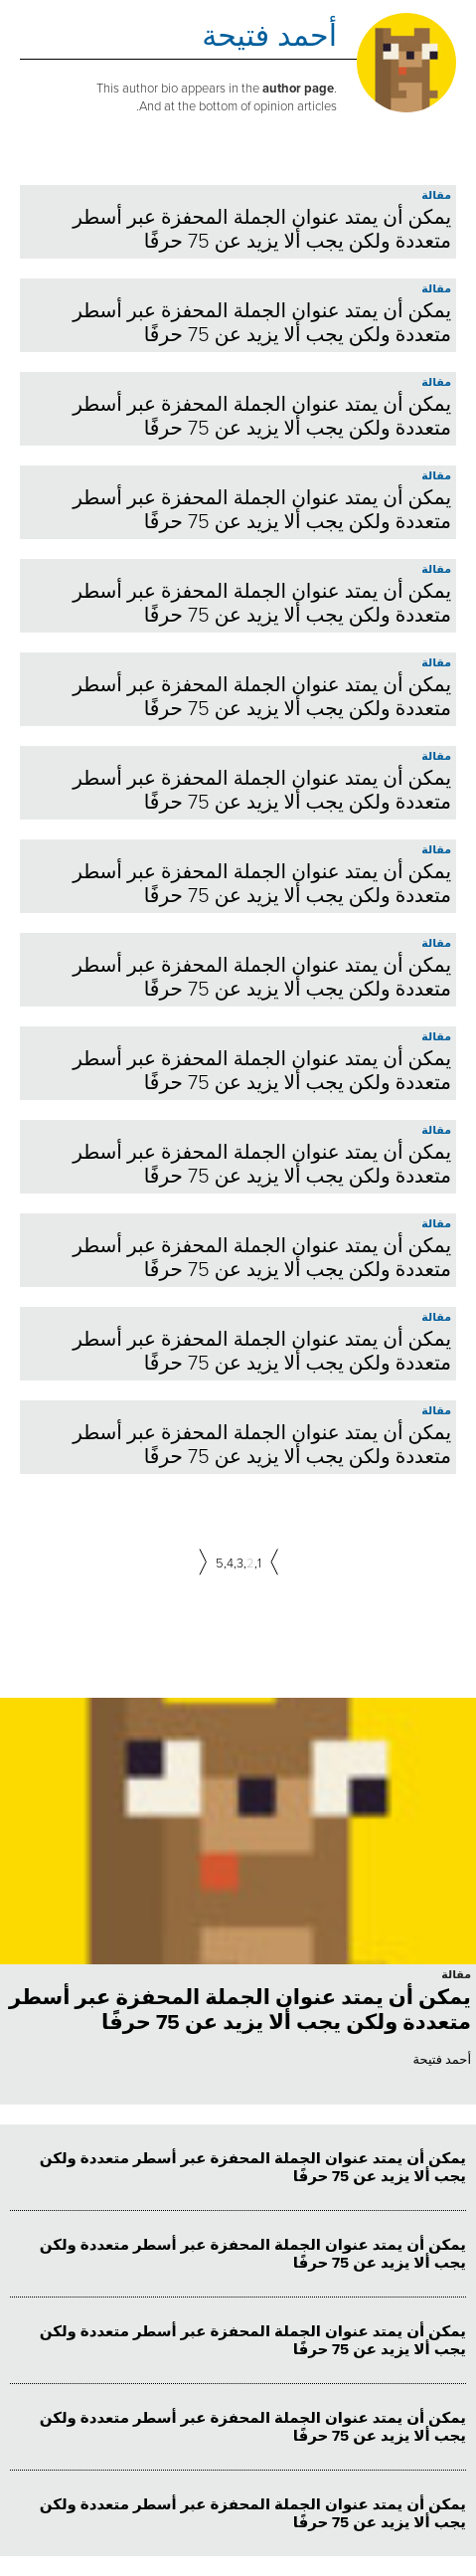 أحمد فتيحة
This author bio appears in the author page.
And at the bottom of opinion articles.
مقالة
يمكن أن يمتد عنوان الجملة المحفزة عبر أسطر
متعددة ولكن يجب ألا يزيد عن 75 حرفًا
مقالة
يمكن أن يمتد عنوان الجملة المحفزة عبر أسطر
متعددة ولكن يجب ألا يزيد عن 75 حرفًا
مقالة
يمكن أن يمتد عنوان الجملة المحفزة عبر أسطر
متعددة ولكن يجب ألا يزيد عن 75 حرفًا
مقالة
يمكن أن يمتد عنوان الجملة المحفزة عبر أسطر
متعددة ولكن يجب ألا يزيد عن 75 حرفًا
مقالة
يمكن أن يمتد عنوان الجملة المحفزة عبر أسطر
متعددة ولكن يجب ألا يزيد عن 75 حرفًا
مقالة
يمكن أن يمتد عنوان الجملة المحفزة عبر أسطر
متعددة ولكن يجب ألا يزيد عن 75 حرفًا
مقالة
يمكن أن يمتد عنوان الجملة المحفزة عبر أسطر
متعددة ولكن يجب ألا يزيد عن 75 حرفًا
مقالة
يمكن أن يمتد عنوان الجملة المحفزة عبر أسطر
متعددة ولكن يجب ألا يزيد عن 75 حرفًا
مقالة
يمكن أن يمتد عنوان الجملة المحفزة عبر أسطر
متعددة ولكن يجب ألا يزيد عن 75 حرفًا
مقالة
يمكن أن يمتد عنوان الجملة المحفزة عبر أسطر
متعددة ولكن يجب ألا يزيد عن 75 حرفًا
مقالة
يمكن أن يمتد عنوان الجملة المحفزة عبر أسطر
متعددة ولكن يجب ألا يزيد عن 75 حرفًا
مقالة
يمكن أن يمتد عنوان الجملة المحفزة عبر أسطر
متعددة ولكن يجب ألا يزيد عن 75 حرفًا
مقالة
يمكن أن يمتد عنوان الجملة المحفزة عبر أسطر
متعددة ولكن يجب ألا يزيد عن 75 حرفًا
مقالة
يمكن أن يمتد عنوان الجملة المحفزة عبر أسطر
متعددة ولكن يجب ألا يزيد عن 75 حرفًا
5,4,3,2,1
مقالة
يمكن أن يمتد عنوان الجملة المحفزة عبر أسطر
متعددة ولكن يجب ألا يزيد عن 75 حرفًا
أحمد فتيحة
يمكن أن يمتد عنوان الجملة المحفزة عبر أسطر متعددة ولكن
يجب ألا يزيد عن 75 حرفًا
يمكن أن يمتد عنوان الجملة المحفزة عبر أسطر متعددة ولكن
يجب ألا يزيد عن 75 حرفًا
يمكن أن يمتد عنوان الجملة المحفزة عبر أسطر متعددة ولكن
يجب ألا يزيد عن 75 حرفًا
يمكن أن يمتد عنوان الجملة المحفزة عبر أسطر متعددة ولكن
يجب ألا يزيد عن 75 حرفًا
يمكن أن يمتد عنوان الجملة المحفزة عبر أسطر متعددة ولكن
يجب ألا يزيد عن 75 حرفًا